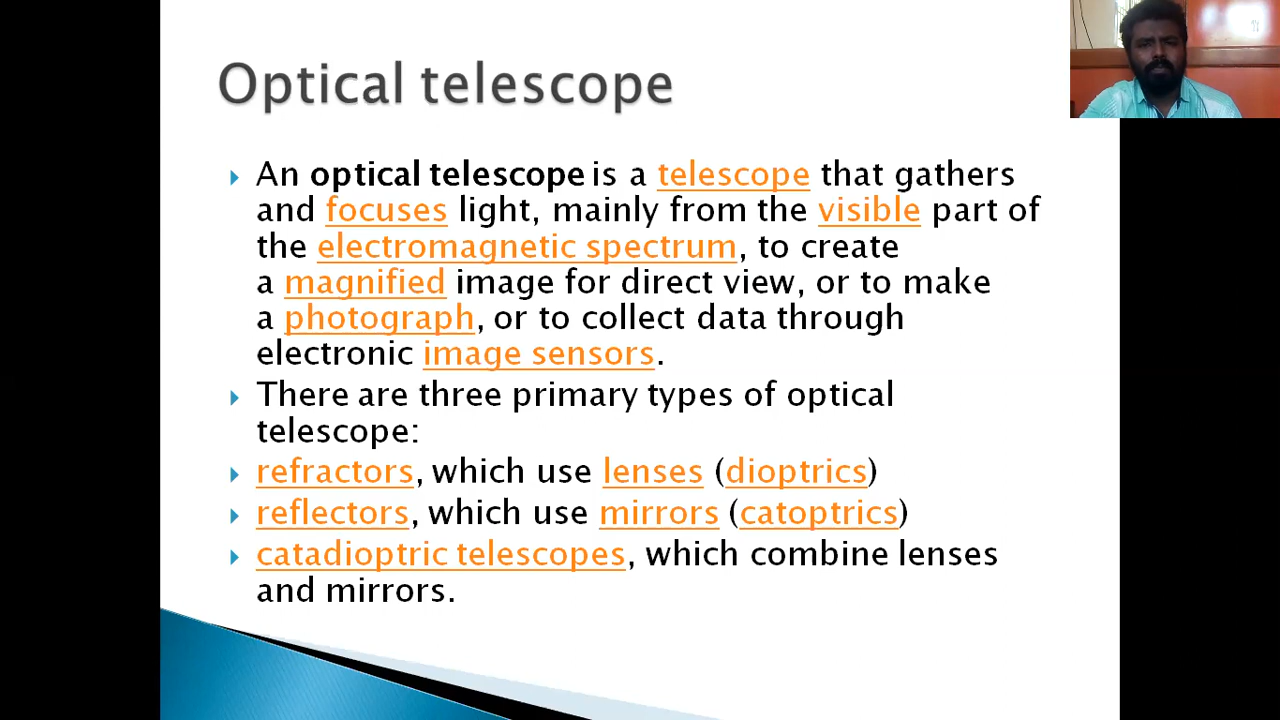 Optical telescope
An optical telescope is a telescope that gathers
and focuses light, mainly from the visible part of
the electromagnetic spectrum, to create
a magnified image for direct view, or to make
a photograph, or to collect data through
electronic image sensors.
There are three primary types of optical
telescope:
refractors, which use lenses (dioptrics)
reflectors, which use mirrors (catoptrics)
catadioptric telescopes, which combine lenses
and mirrors.